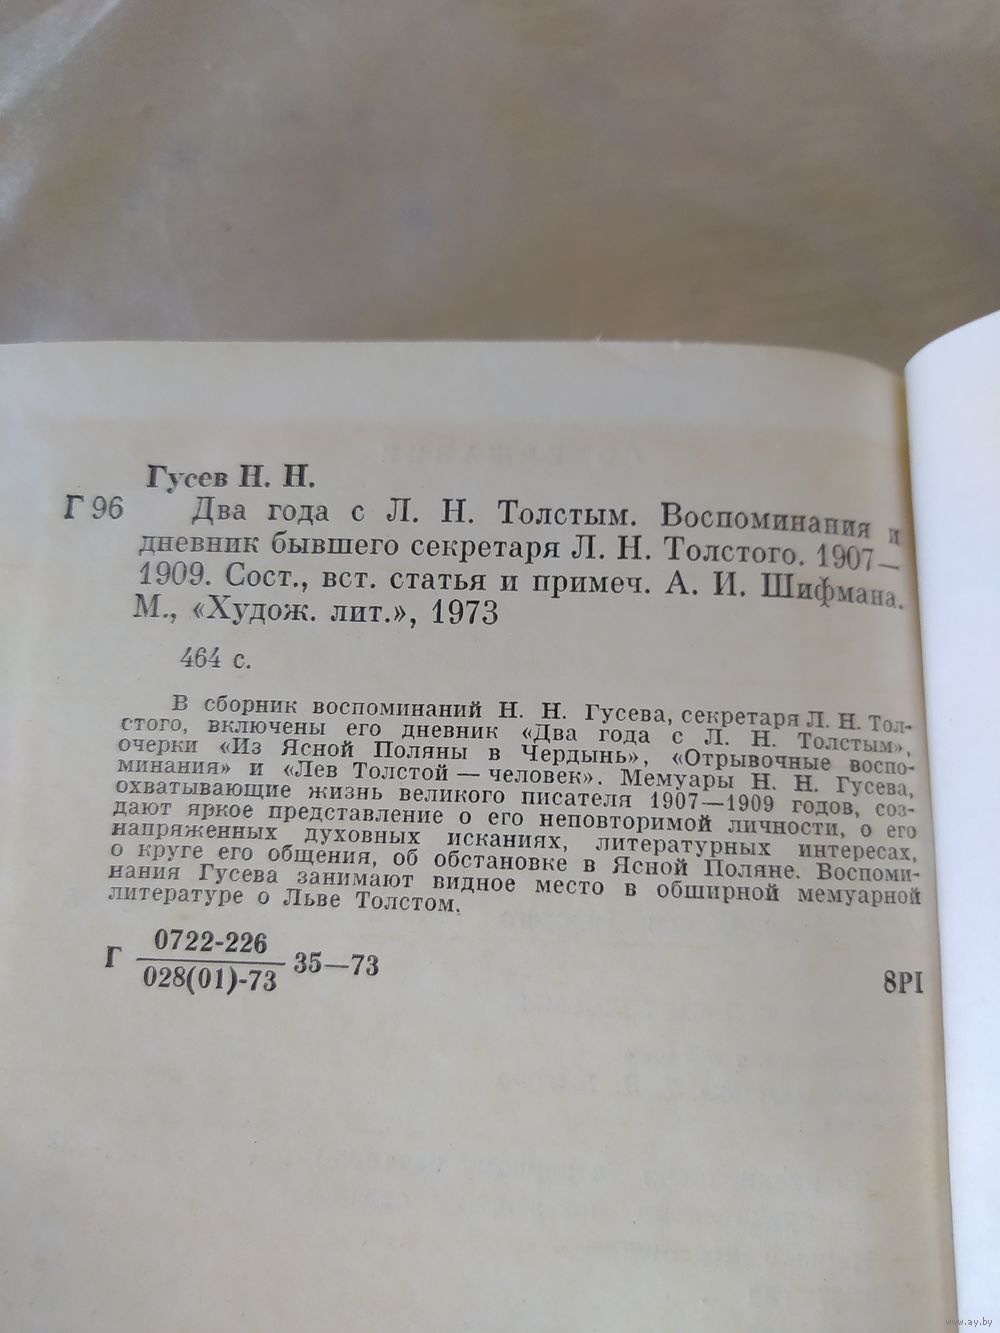 Гусев Н. Н.
Г 96 Два года с Л. Н. Толстым. Воспоминания и
дневник бывшего секретаря Л. Н. Толстого. 1907—
1909. Сост., вст. статья и примеч. А. И. Шифмана.
М., «Худож. лит.», 1973
464 с.
В сборник воспоминаний Н. Н. Гусева, секретаря Л. Н. Тол-
стого, включены его дневник «Два года с Л. Н. Толстым»,
очерки «Из Ясной Поляны в Чердынь», «Отрывочные воспо-
минания» и «Лев Толстой — человек». Мемуары Н. Н. Гусева,
охватывающие жизнь великого писателя 1907—1909 годов, соз-
дают яркое представление о его неповторимой личности, о его
напряженных духовных исканиях, литературных интересах,
о круге его общения, об обстановке в Ясной Поляне. Воспоми-
нания Гусева занимают видное место в обширной мемуарной
литературе о Льве Толстом.
0722-226
Г 35—73
028(01)-73
8РI
www.ay.by